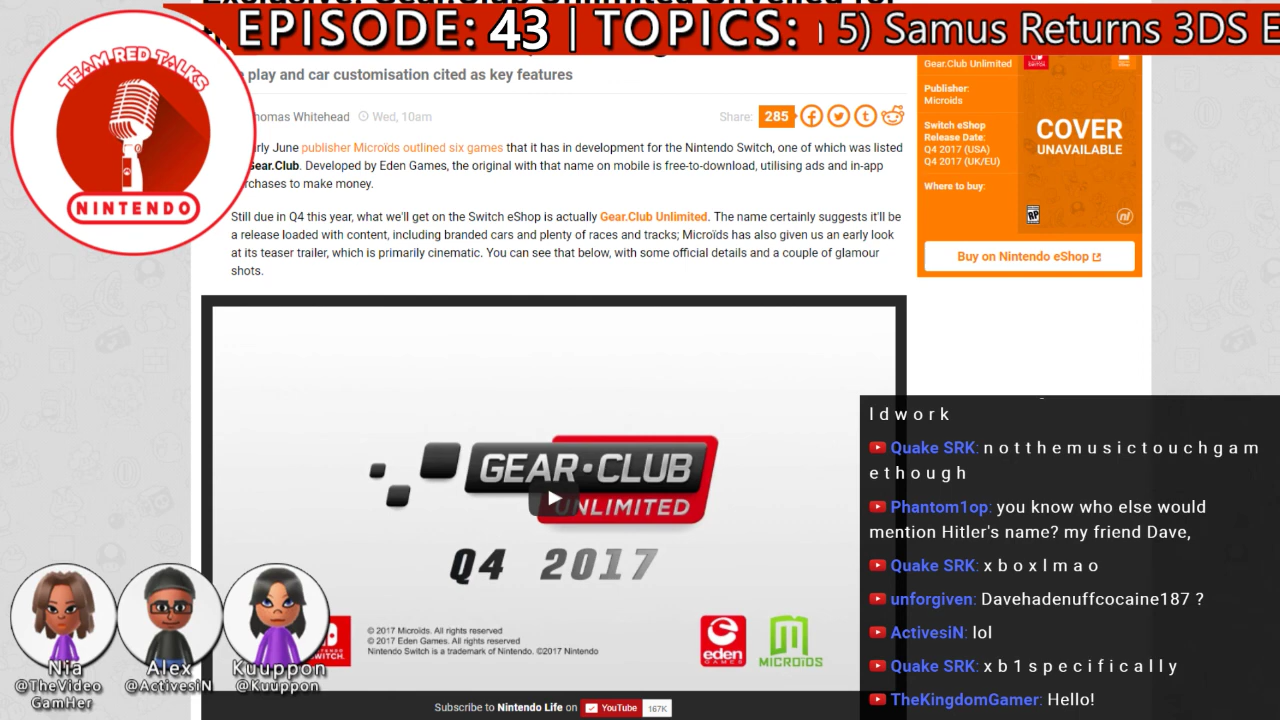 EPISODE: 43 | TOPICS: 5) Samus Returns 3DS E
TEAM RED TALKS
NINTENDO
play and car customisation cited as key features
homas Whitehead Wed, 10am
Share: 285
rly June publisher Microids outlined six games that it has in development for the Nintendo Switch, one of which was listed
Gear.Club. Developed by Eden Games, the original with that name on mobile is free-to-download, utilising ads and in-app
rchases to make money.
Still due in Q4 this year, what we'll get on the Switch eShop is actually Gear.Club Unlimited. The name certainly suggests it'll be
a release loaded with content, including branded cars and plenty of races and tracks; Microïds has also given us an early look
at its teaser trailer, which is primarily cinematic. You can see that below, with some official details and a couple of glamour
shots.
Gear.Club Unlimited
Publisher:
Microids
Switch eShop
Release Date:
Q4 2017 (USA)
Q4 2017 (UK/EU)
Where to buy:
COVER
UNAVAILABLE
RP
n!
Buy on Nintendo eShop
GEAR·CLUB
UNLIMITED
Q4 2017
SWITCH.
© 2017 Microids. All rights reserved
© 2017 Eden Games. All rights reserved
Nintendo Switch is a trademark of Nintendo. ©2017 Nintendo
eden
GAMES
MICROÏDS
Subscribe to Nintendo Life on YouTube 167K
Nia
@TheVideo
GamHer
Alex
@ActivesiN
Kuuppon
@Kuuppon
l d w o r k
Quake SRK: n o t t h e m u s i c t o u c h g a m
e t h o u g h
Phantom1op: you know who else would
mention Hitler's name? my friend Dave,
Quake SRK: x b o x l m a o
unforgiven: Davehadenuffcocaine187 ?
ActivesiN: lol
Quake SRK: x b 1 s p e c i f i c a l l y
TheKingdomGamer: Hello!